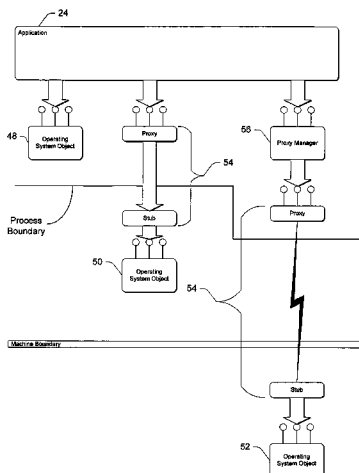 24
Application
48
Operating
System Object
Proxy
54
56
Proxy Manager
Process
Boundary
Stub
50
Operating
System Object
Proxy
54
Machine Boundary
Stub
52
Operating
System Object